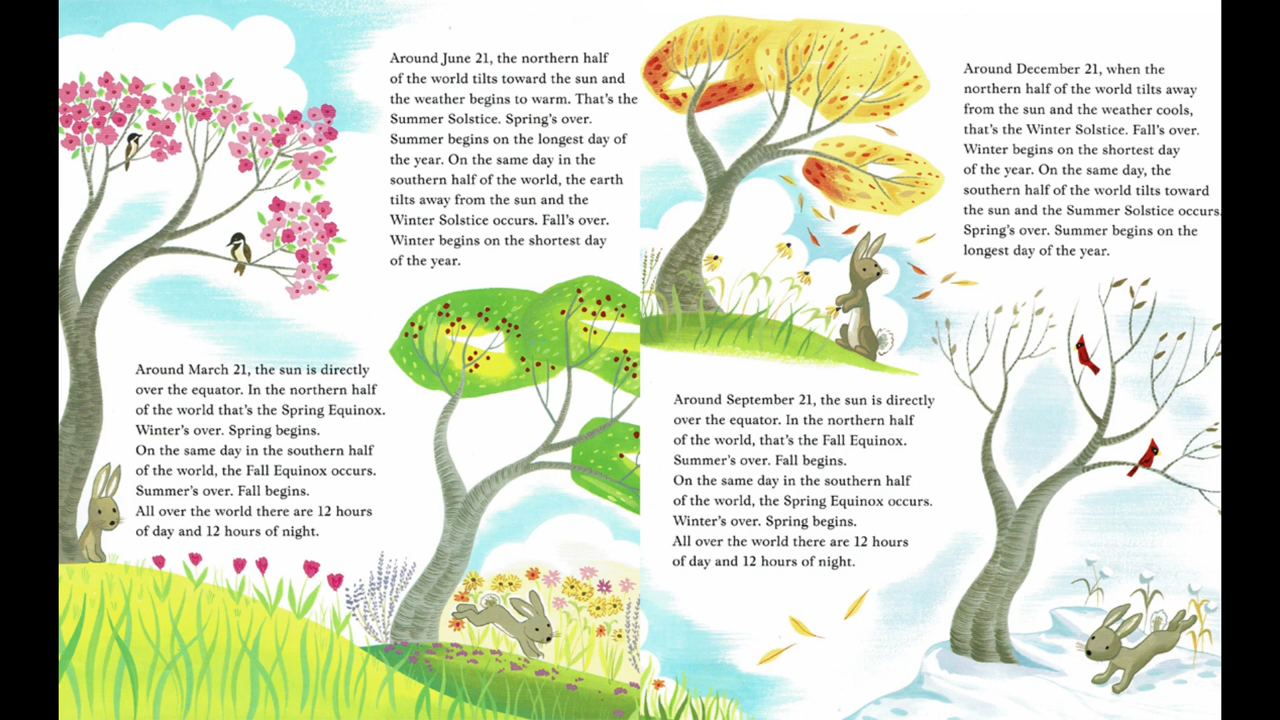 Around March 21, the sun is directly
over the equator. In the northern half
of the world that's the Spring Equinox.
Winter's over. Spring begins.
On the same day in the southern half
of the world, the Fall Equinox occurs.
Summer's over. Fall begins.
All over the world there are 12 hours
of day and 12 hours of night.
Around June 21, the northern half
of the world tilts toward the sun and
the weather begins to warm. That's the
Summer Solstice. Spring's over.
Summer begins on the longest day of
the year. On the same day in the
southern half of the world, the earth
tilts away from the sun and the
Winter Solstice occurs. Fall's over.
Winter begins on the shortest day
of the year.
Around September 21, the sun is directly
over the equator. In the northern half
of the world, that's the Fall Equinox.
Summer's over. Fall begins.
On the same day in the southern half
of the world, the Spring Equinox occurs.
Winter's over. Spring begins.
All over the world there are 12 hours
of day and 12 hours of night.
Around December 21, when the
northern half of the world tilts away
from the sun and the weather cools,
that's the Winter Solstice. Fall's over.
Winter begins on the shortest day
of the year. On the same day, the
southern half of the world tilts toward
the sun and the Summer Solstice occurs.
Spring's over. Summer begins on the
longest day of the year.